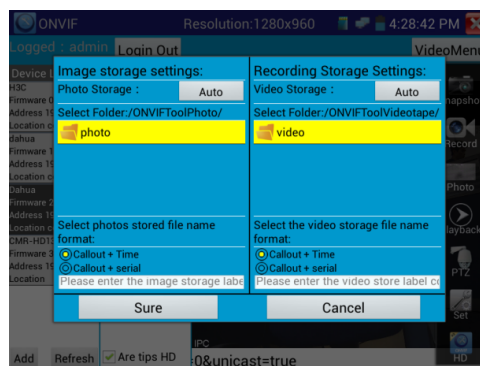 ONVIF
Resolution:1280x960
4:28:42 PM
Logged : admin
Login Out
VideoMenu
Device L
H3C
Firmware 0
Address 19
Location c
dahua
Firmware 1
Address 19
Location c
Dahua
Firmware 2
Address 19
Location c
CMR-HD13
Firmware 3
Address 19
Location
Image storage settings:
Photo Storage :
Auto
Select Folder:/ONVIFToolPhoto/
photo
Select photos stored file name
format:
Callout + Time
Callout + serial
Please enter the image storage labe
Recording Storage Settings:
Video Storage :
Auto
Select Folder:/ONVIFToolVideotape/
video
Select the video storage file name
format:
Callout + Time
Callout + serial
Please enter the video store label co
Sure
Cancel
napsho
Record
Photo
layback
PTZ
Set
HD
Add
Refresh
Are tips HD
IPC
:0&unicast=true